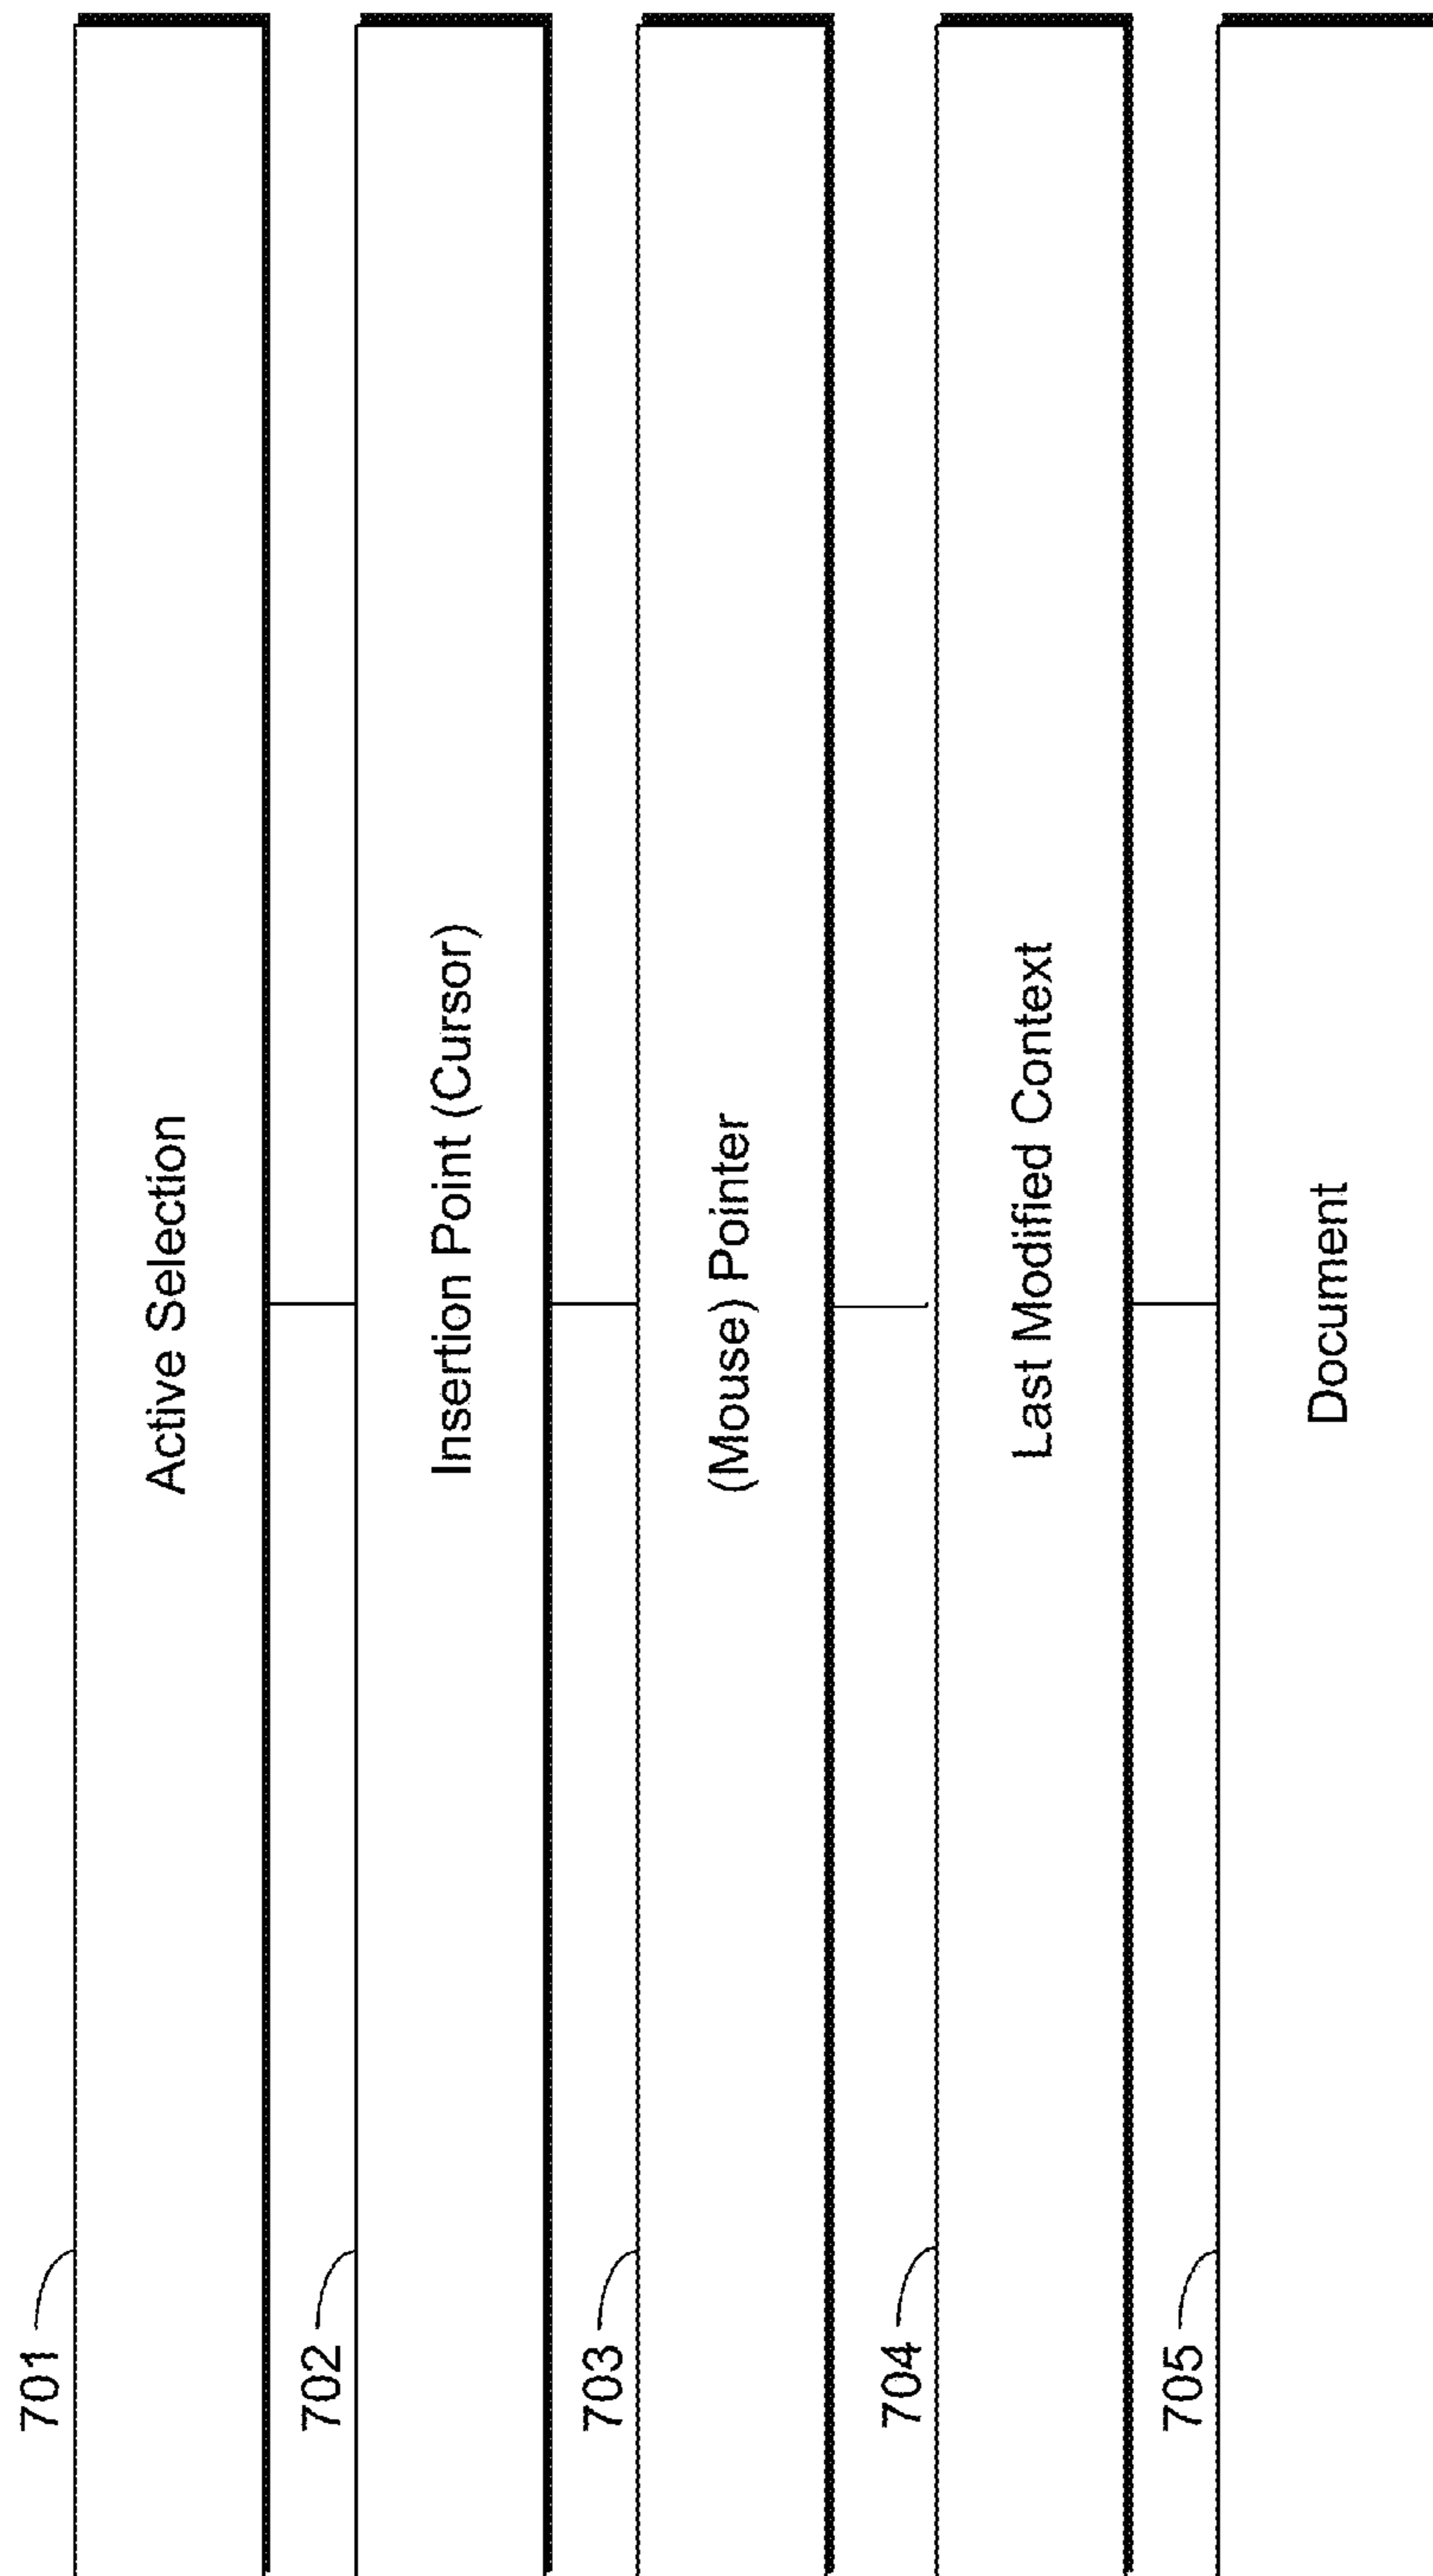 701
Active Selection
702
Insertion Point (Cursor)
703
(Mouse) Pointer
704
Last Modified Context
705
Document